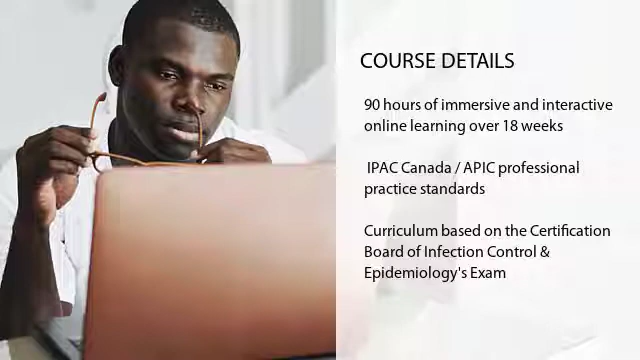 COURSE DETAILS
90 hours of immersive and interactive
online learning over 18 weeks
IPAC Canada / APIC professional
practice standards
Curriculum based on the Certification
Board of Infection Control &
Epidemiology's Exam